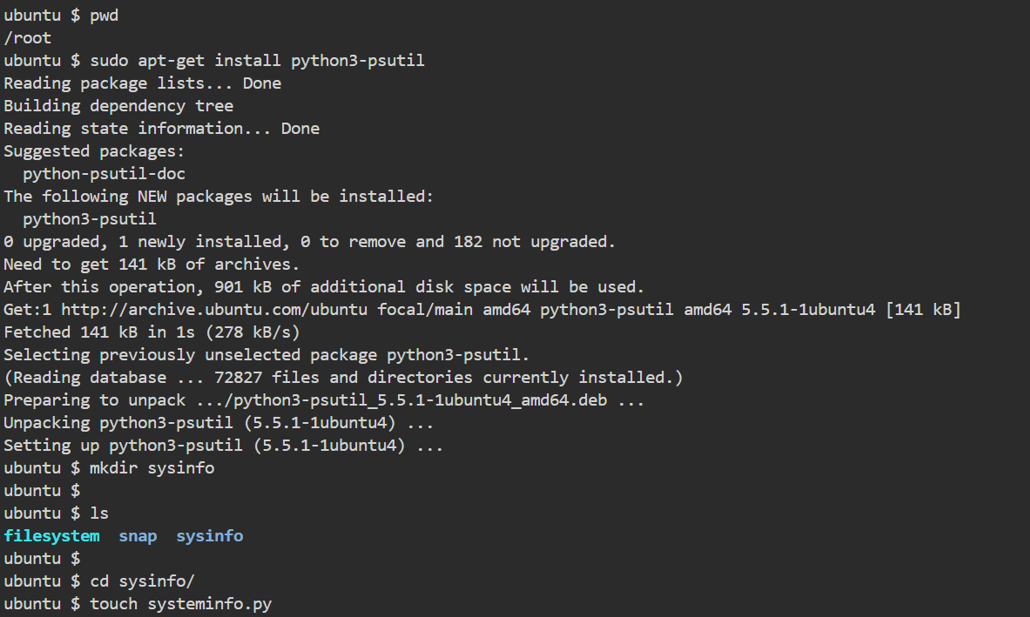 ubuntu $ pwd
/root
ubuntu $ sudo apt-get install python3-psutil
Reading package lists... Done
Building dependency tree
Reading state information... Done
Suggested packages:
  python-psutil-doc
The following NEW packages will be installed:
  python3-psutil
0 upgraded, 1 newly installed, 0 to remove and 182 not upgraded.
Need to get 141 kB of archives.
After this operation, 901 kB of additional disk space will be used.
Get:1 http://archive.ubuntu.com/ubuntu focal/main amd64 python3-psutil amd64 5.5.1-1ubuntu4 [141 kB]
Fetched 141 kB in 1s (278 kB/s)
Selecting previously unselected package python3-psutil.
(Reading database ... 72827 files and directories currently installed.)
Preparing to unpack .../python3-psutil_5.5.1-1ubuntu4_amd64.deb ...
Unpacking python3-psutil (5.5.1-1ubuntu4) ...
Setting up python3-psutil (5.5.1-1ubuntu4) ...
ubuntu $ mkdir sysinfo
ubuntu $
ubuntu $ ls
filesystem  snap  sysinfo
ubuntu $
ubuntu $ cd sysinfo/
ubuntu $ touch systeminfo.py